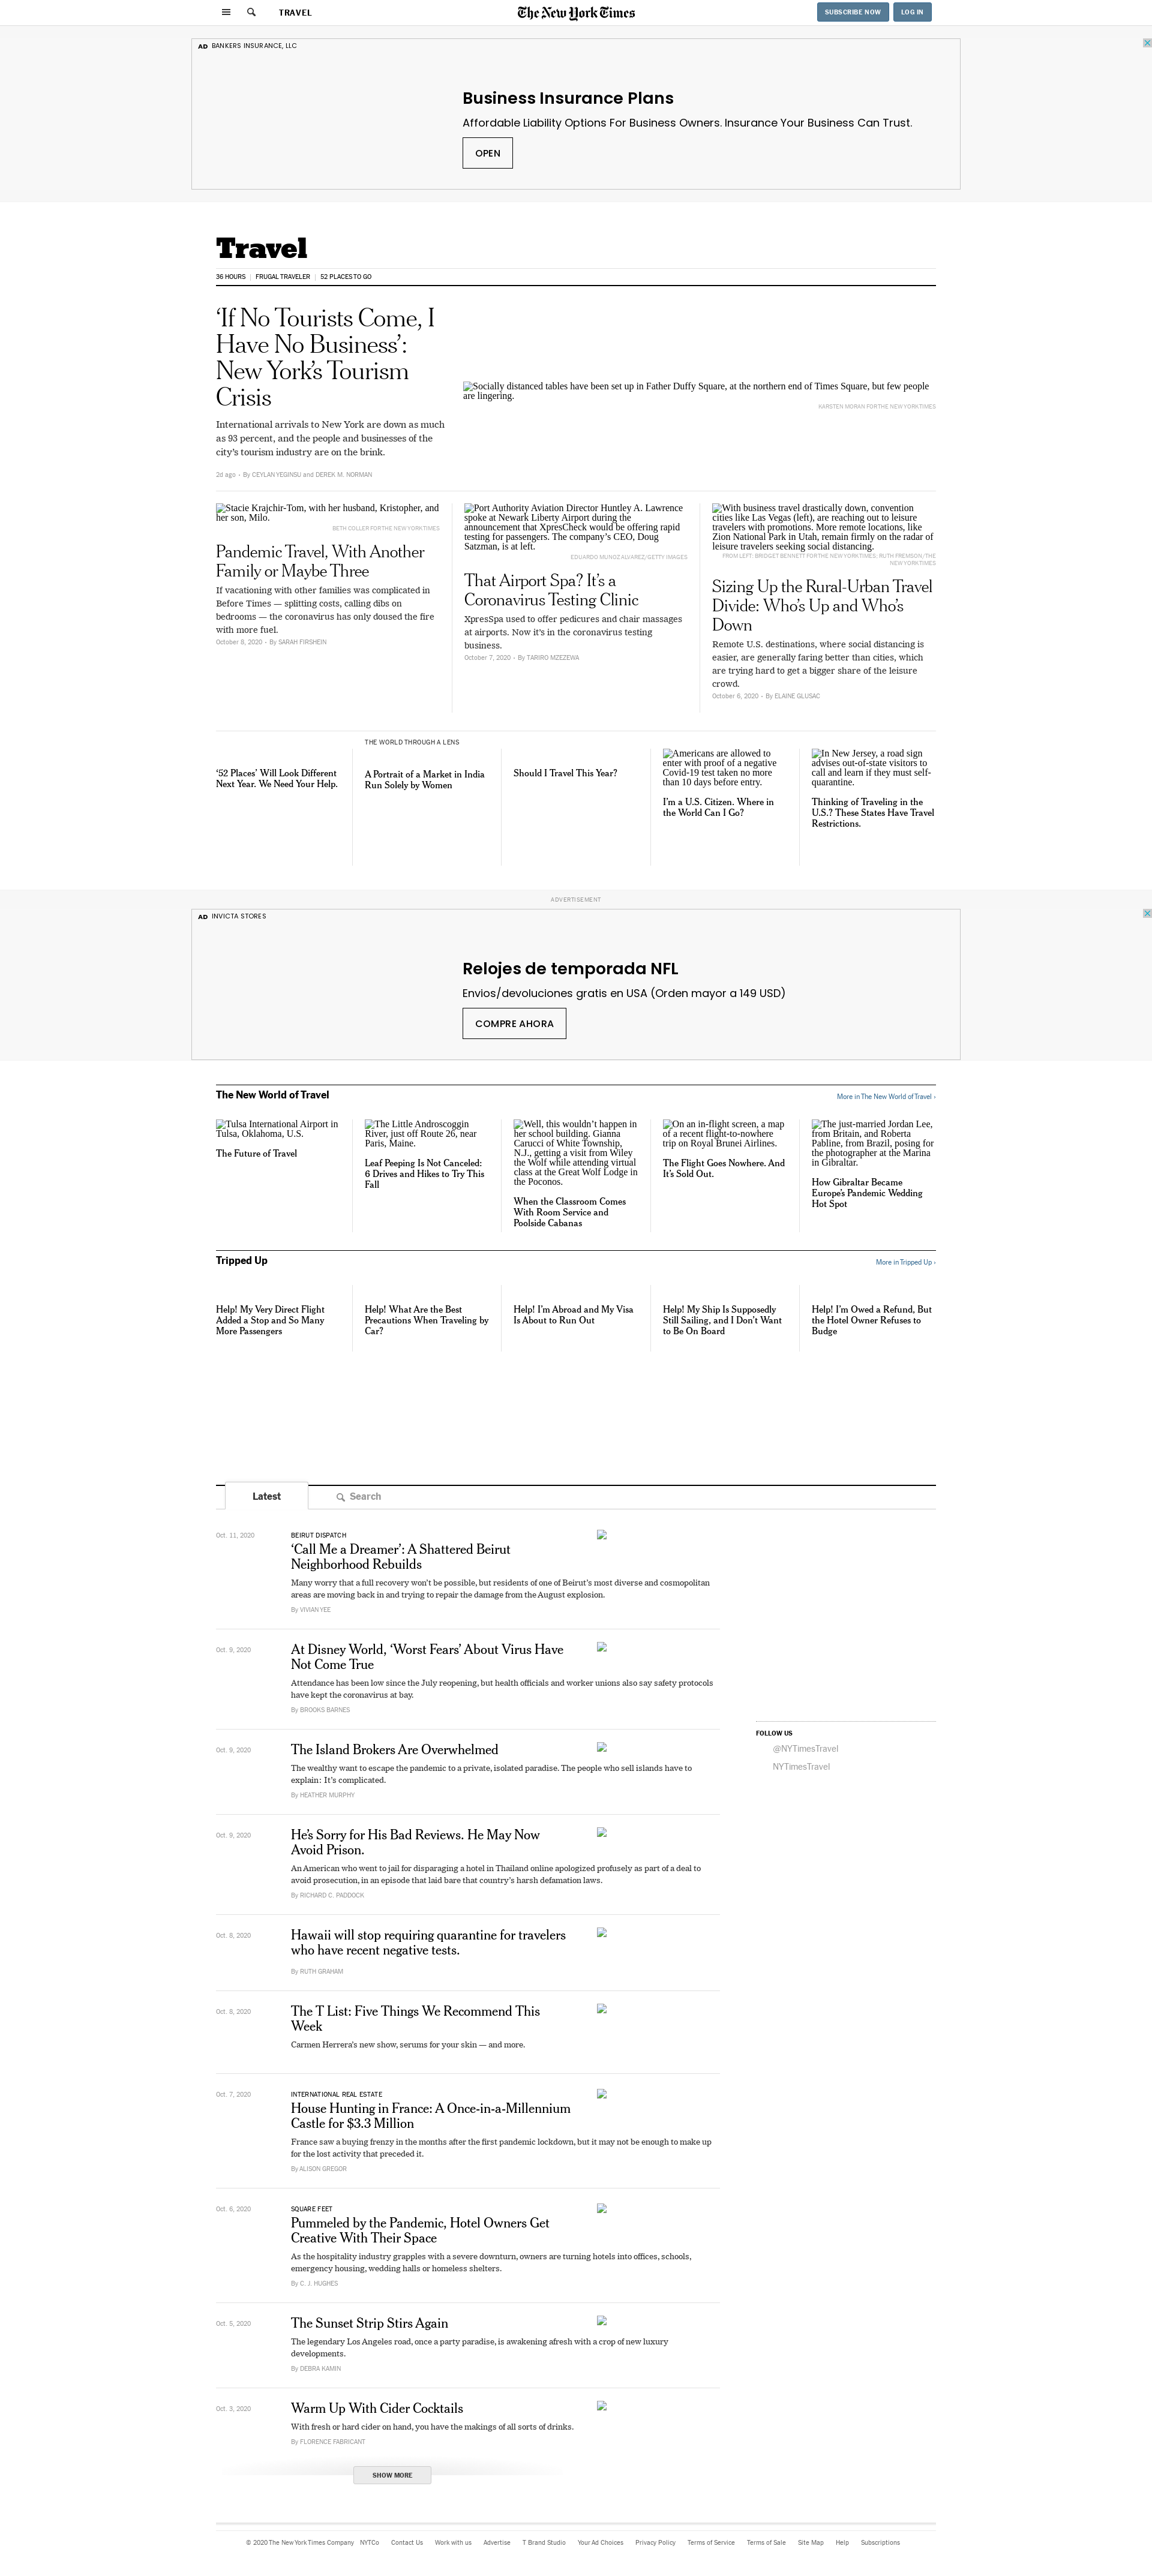 TRAVEL
The New York Times
SUBSCRIBE NOW
LOG IN
AD BANKERS INSURANCE, LLC
Business Insurance Plans
Affordable Liability Options For Business Owners. Insurance Your Business Can Trust.
OPEN
Travel
36 HOURS
FRUGAL TRAVELER
52 PLACES TO GO
‘If No Tourists Come, I
Have No Business’:
New York’s Tourism
Crisis
International arrivals to New York are down as much
as 93 percent, and the people and businesses of the
city’s tourism industry are on the brink.
2d ago • By CEYLAN YEGINSU and DEREK M. NORMAN
Socially distanced tables have been set up in Father Duffy Square, at the northern end of Times Square, but few people
are lingering.
KARSTEN MORAN FOR THE NEW YORK TIMES
Stacie Krajchir-Tom, with her husband, Kristopher, and
her son, Milo.
BETH COLLER FOR THE NEW YORK TIMES
Pandemic Travel, With Another
Family or Maybe Three
If vacationing with other families was complicated in
Before Times — splitting costs, calling dibs on
bedrooms — the coronavirus has only doused the fire
with more fuel.
October 8, 2020 • By SARAH FIRSHEIN
Port Authority Aviation Director Huntley A. Lawrence
spoke at Newark Liberty Airport during the
announcement that XpresCheck would be offering rapid
testing for passengers. The company’s CEO, Doug
Satzman, is at left.
EDUARDO MUNOZ ALVAREZ/GETTY IMAGES
That Airport Spa? It’s a
Coronavirus Testing Clinic
XpresSpa used to offer pedicures and chair massages
at airports. Now it’s in the coronavirus testing
business.
October 7, 2020 • By TARIRO MZEZEWA
With business travel drastically down, convention
cities like Las Vegas (left), are reaching out to leisure
travelers with promotions. More remote locations, like
Zion National Park in Utah, remain firmly on the radar of
leisure travelers seeking social distancing.
FROM LEFT: BRIDGET BENNETT FOR THE NEW YORK TIMES; RUTH FREMSON/THE
NEW YORK TIMES
Sizing Up the Rural-Urban Travel
Divide: Who’s Up and Who’s
Down
Remote U.S. destinations, where social distancing is
easier, are generally faring better than cities, which
are trying hard to get a bigger share of the leisure
crowd.
October 6, 2020 • By ELAINE GLUSAC
‘52 Places’ Will Look Different
Next Year. We Need Your Help.
THE WORLD THROUGH A LENS
A Portrait of a Market in India
Run Solely by Women
Should I Travel This Year?
Americans are allowed to
enter with proof of a negative
Covid-19 test taken no more
than 10 days before entry.
I’m a U.S. Citizen. Where in
the World Can I Go?
In New Jersey, a road sign
advises out-of-state visitors to
call and learn if they must self-
quarantine.
Thinking of Traveling in the
U.S.? These States Have Travel
Restrictions.
ADVERTISEMENT
AD INVICTA STORES
Relojes de temporada NFL
Envios/devoluciones gratis en USA (Orden mayor a 149 USD)
COMPRE AHORA
The New World of Travel
More in The New World of Travel ›
Tulsa International Airport in
Tulsa, Oklahoma, U.S.
The Future of Travel
The Little Androscoggin
River, just off Route 26, near
Paris, Maine.
Leaf Peeping Is Not Canceled:
6 Drives and Hikes to Try This
Fall
Well, this wouldn’t happen in
her school building. Gianna
Carucci of White Township,
N.J., getting a visit from Wiley
the Wolf while attending virtual
class at the Great Wolf Lodge in
the Poconos.
When the Classroom Comes
With Room Service and
Poolside Cabanas
On an in-flight screen, a map
of a recent flight-to-nowhere
trip on Royal Brunei Airlines.
The Flight Goes Nowhere. And
It’s Sold Out.
The just-married Jordan Lee,
from Britain, and Roberta
Pabline, from Brazil, posing for
the photographer at the Marina
in Gibraltar.
How Gibraltar Became
Europe’s Pandemic Wedding
Hot Spot
Tripped Up
More in Tripped Up ›
Help! My Very Direct Flight
Added a Stop and So Many
More Passengers
Help! What Are the Best
Precautions When Traveling by
Car?
Help! I’m Abroad and My Visa
Is About to Run Out
Help! My Ship Is Supposedly
Still Sailing, and I Don’t Want
to Be On Board
Help! I’m Owed a Refund, But
the Hotel Owner Refuses to
Budge
Latest
Search
Oct. 11, 2020
BEIRUT DISPATCH
‘Call Me a Dreamer’: A Shattered Beirut
Neighborhood Rebuilds
Many worry that a full recovery won’t be possible, but residents of one of Beirut’s most diverse and cosmopolitan
areas are moving back in and trying to repair the damage from the August explosion.
By VIVIAN YEE
Oct. 9, 2020
At Disney World, ‘Worst Fears’ About Virus Have
Not Come True
Attendance has been low since the July reopening, but health officials and worker unions also say safety protocols
have kept the coronavirus at bay.
By BROOKS BARNES
Oct. 9, 2020
The Island Brokers Are Overwhelmed
The wealthy want to escape the pandemic to a private, isolated paradise. The people who sell islands have to
explain: It’s complicated.
By HEATHER MURPHY
Oct. 9, 2020
He’s Sorry for His Bad Reviews. He May Now
Avoid Prison.
An American who went to jail for disparaging a hotel in Thailand online apologized profusely as part of a deal to
avoid prosecution, in an episode that laid bare that country’s harsh defamation laws.
By RICHARD C. PADDOCK
Oct. 8, 2020
Hawaii will stop requiring quarantine for travelers
who have recent negative tests.
By RUTH GRAHAM
Oct. 8, 2020
The T List: Five Things We Recommend This
Week
Carmen Herrera’s new show, serums for your skin — and more.
Oct. 7, 2020
INTERNATIONAL REAL ESTATE
House Hunting in France: A Once-in-a-Millennium
Castle for $3.3 Million
France saw a buying frenzy in the months after the first pandemic lockdown, but it may not be enough to make up
for the lost activity that preceded it.
By ALISON GREGOR
Oct. 6, 2020
SQUARE FEET
Pummeled by the Pandemic, Hotel Owners Get
Creative With Their Space
As the hospitality industry grapples with a severe downturn, owners are turning hotels into offices, schools,
emergency housing, wedding halls or homeless shelters.
By C. J. HUGHES
Oct. 5, 2020
The Sunset Strip Stirs Again
The legendary Los Angeles road, once a party paradise, is awakening afresh with a crop of new luxury
developments.
By DEBRA KAMIN
Oct. 3, 2020
Warm Up With Cider Cocktails
With fresh or hard cider on hand, you have the makings of all sorts of drinks.
By FLORENCE FABRICANT
SHOW MORE
FOLLOW US
@NYTimesTravel
NYTimesTravel
© 2020 The New York Times Company NYTCo Contact Us Work with us Advertise T Brand Studio Your Ad Choices Privacy Policy Terms of Service Terms of Sale Site Map Help Subscriptions